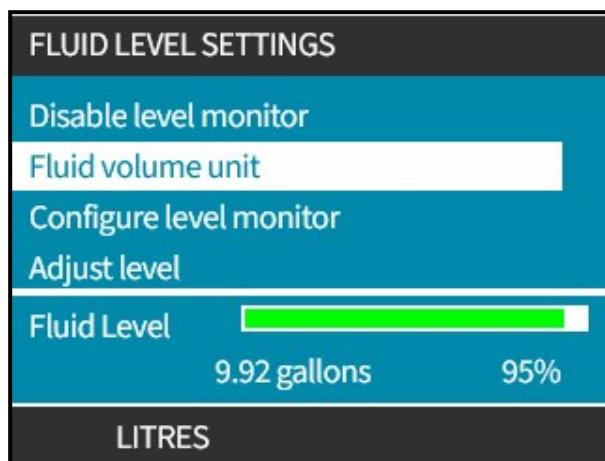 FLUID LEVEL SETTINGS
Disable level monitor
Fluid volume unit
Configure level monitor
Adjust level
Fluid Level
9.92 gallons 95%
LITRES